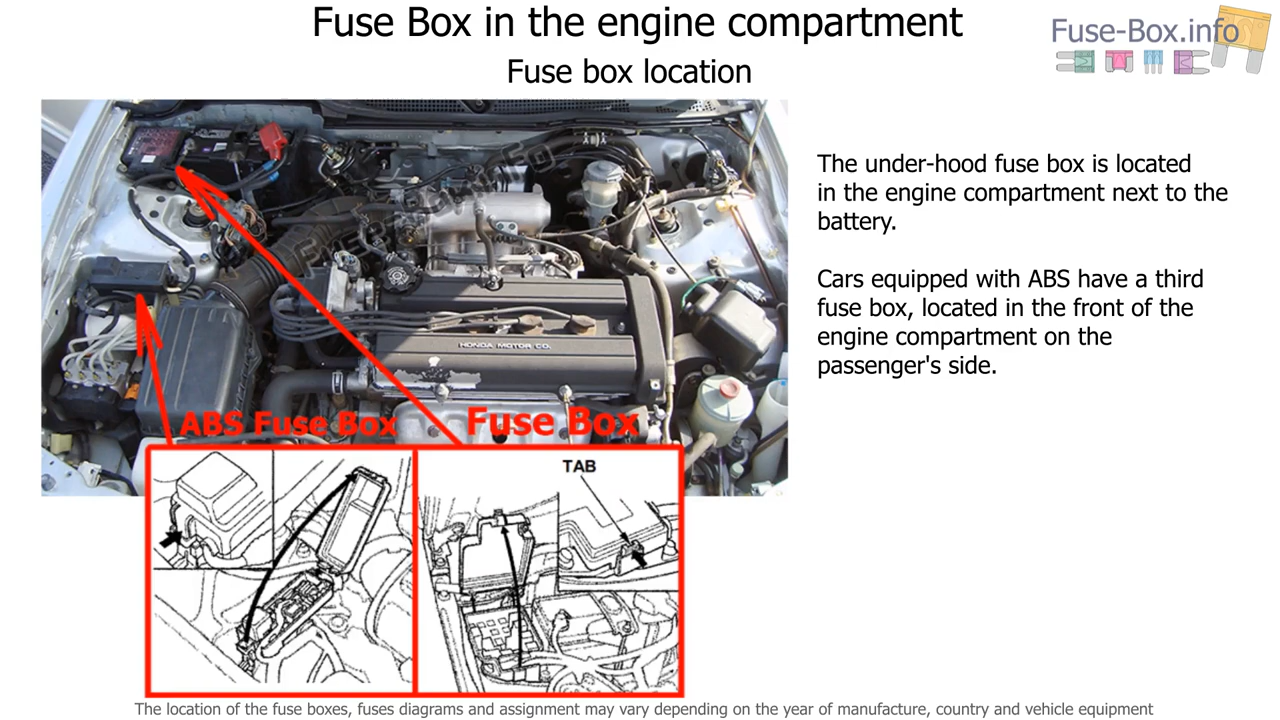 Fuse Box in the engine compartment
Fuse-Box.info
Fuse box location
The under-hood fuse box is located
in the engine compartment next to the
battery.
Cars equipped with ABS have a third
fuse box, located in the front of the
engine compartment on the
passenger's side.
HONDA MOTOR CO.
ABS Fuse Box
Fuse Box
TAB
The location of the fuse boxes, fuses diagrams and assignment may vary depending on the year of manufacture, country and vehicle equipment